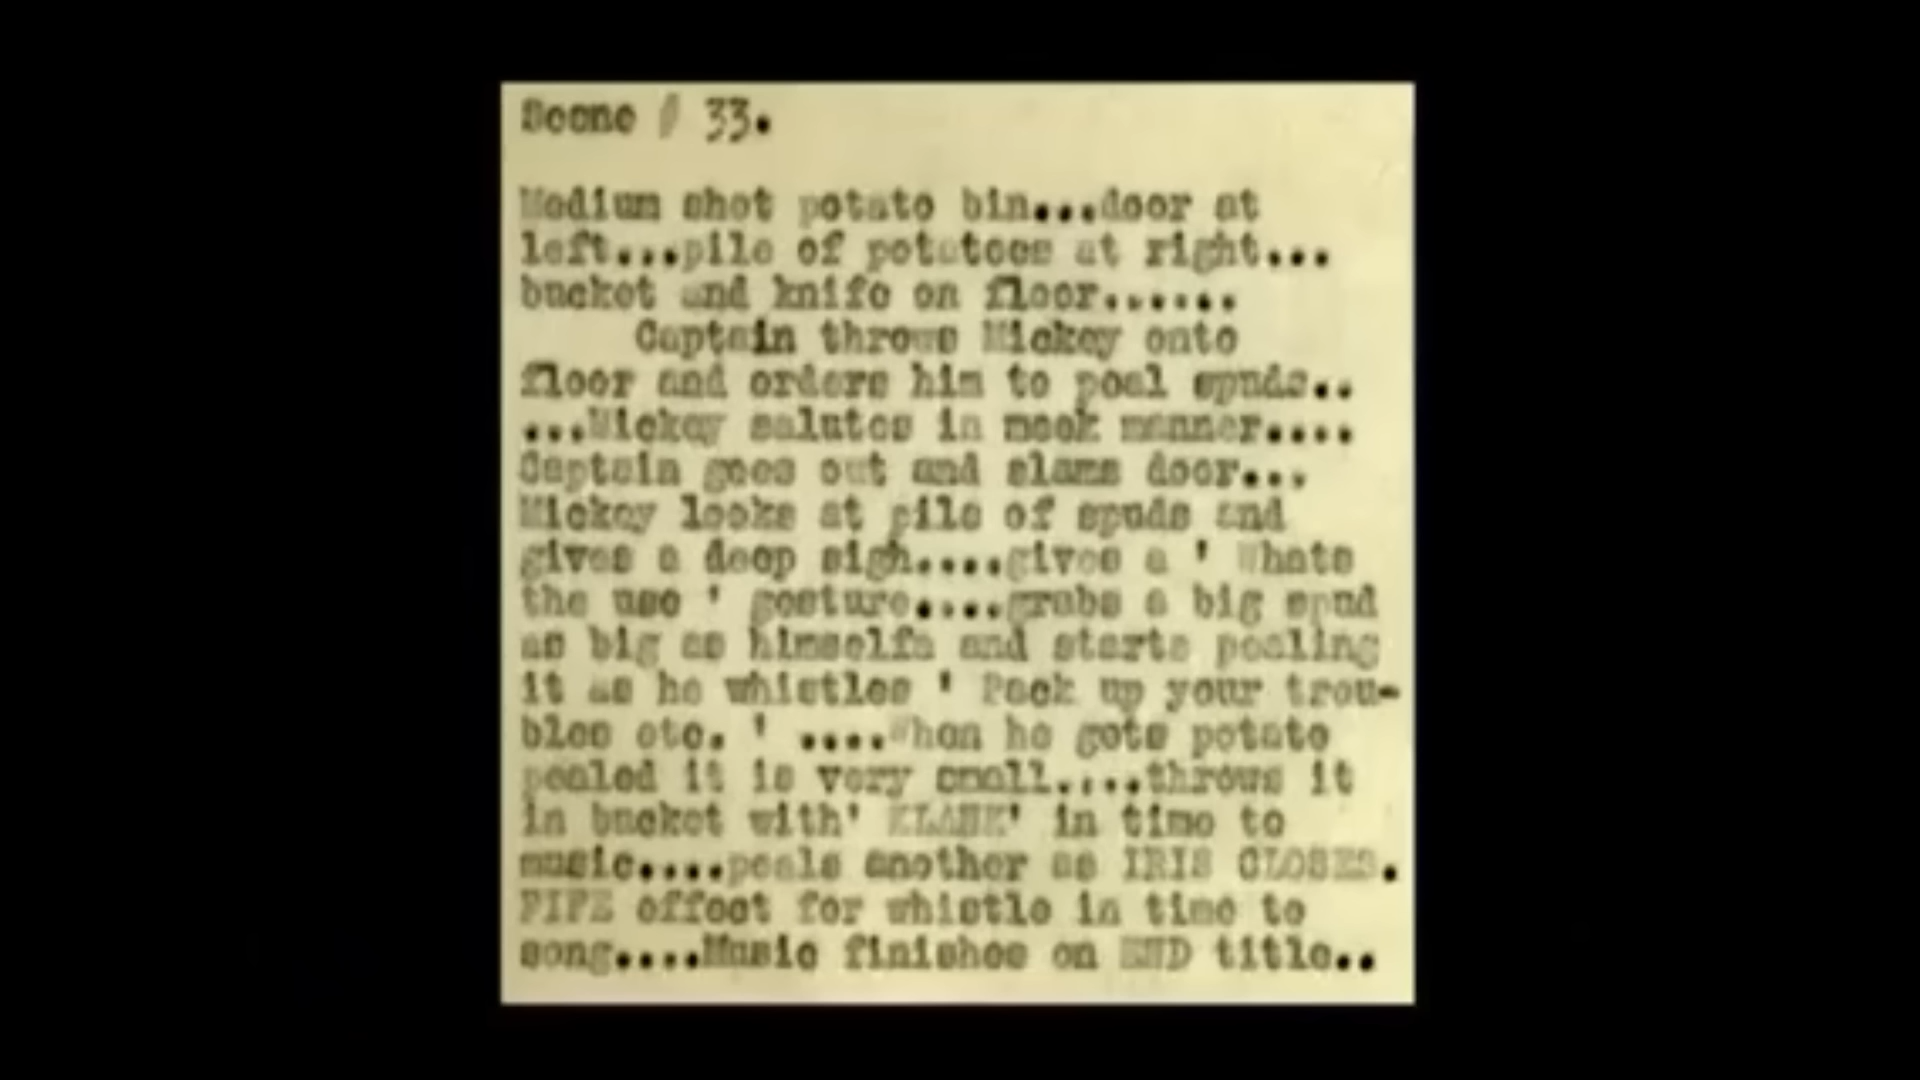 Scene # 33.
Medium shot potato bin...door at
left...pile of potatoes at right...
bucket and knife on floor......
Captain throws Mickey onto
floor and orders him to peal spuds..
...Mickey salutes in meek manner....
Captain goes out and slams door...
Mickey looks at pile of spuds and
gives a deep sigh....gives a ' Whats
the use ' gesture....grabs a big spud
as big as himself and starts pealing
it as he whistles ' Pack up your trou-
bles etc. ' ....When he gets potato
pealed it is very small....throws it
in bucket with' KLANK' in time to
music....peals another as IRIS CLOSES.
FIFE effect for whistle in time to
song....Music finishes on END title..